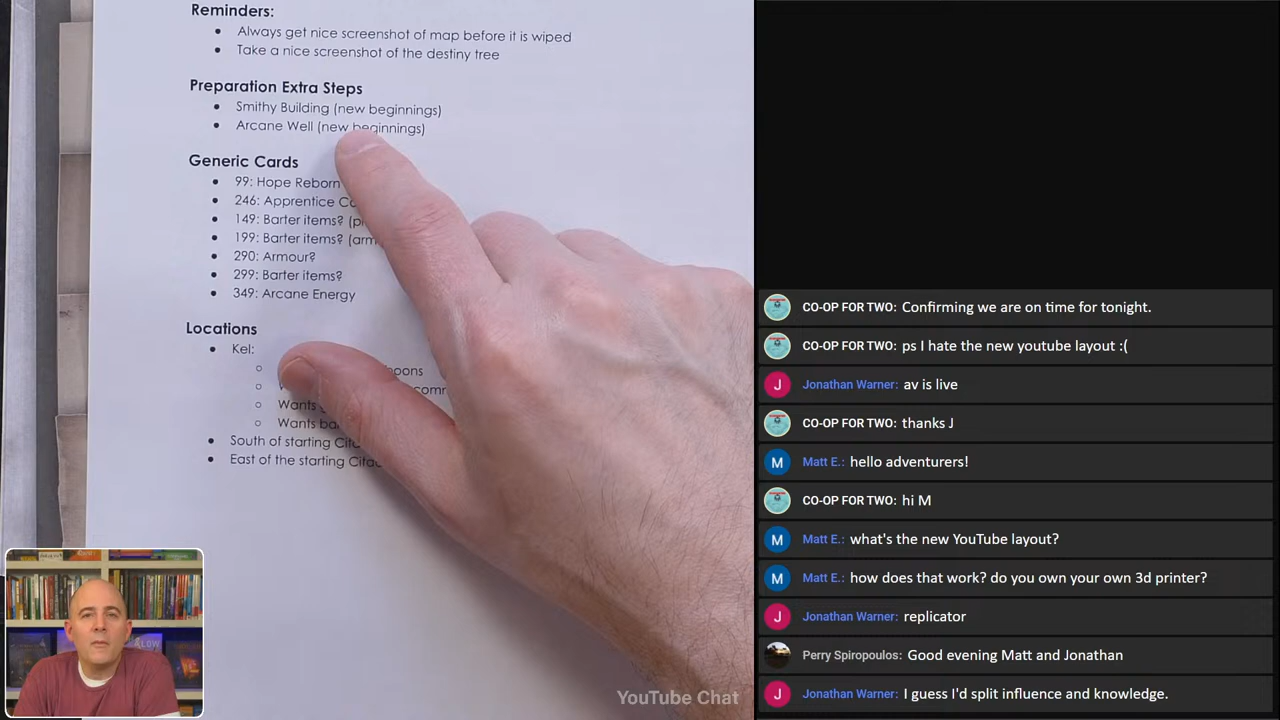 Reminders:
Always get nice screenshot of map before it is wiped
Take a nice screenshot of the destiny tree
Preparation Extra Steps
Smithy Building (new beginnings)
Arcane Well (new beginnings)
Generic Cards
99: Hope Reborn
246: Apprentice
149: Barter items?
199: Barter items? (arm
290: Armour?
299: Barter items?
349: Arcane Energy
Locations
Kel:
Wants
Wants
South of starting
East of the starting
CO-OP FOR TWO: Confirming we are on time for tonight.
CO-OP FOR TWO: ps I hate the new youtube layout :(
J Jonathan Warner: av is live
CO-OP FOR TWO: thanks J
M Matt E.: hello adventurers!
CO-OP FOR TWO: hi M
M Matt E.: what's the new YouTube layout?
M Matt E.: how does that work? do you own your own 3d printer?
J Jonathan Warner: replicator
Perry Spiropoulos: Good evening Matt and Jonathan
J Jonathan Warner: I guess I'd split influence and knowledge.
YouTube Chat